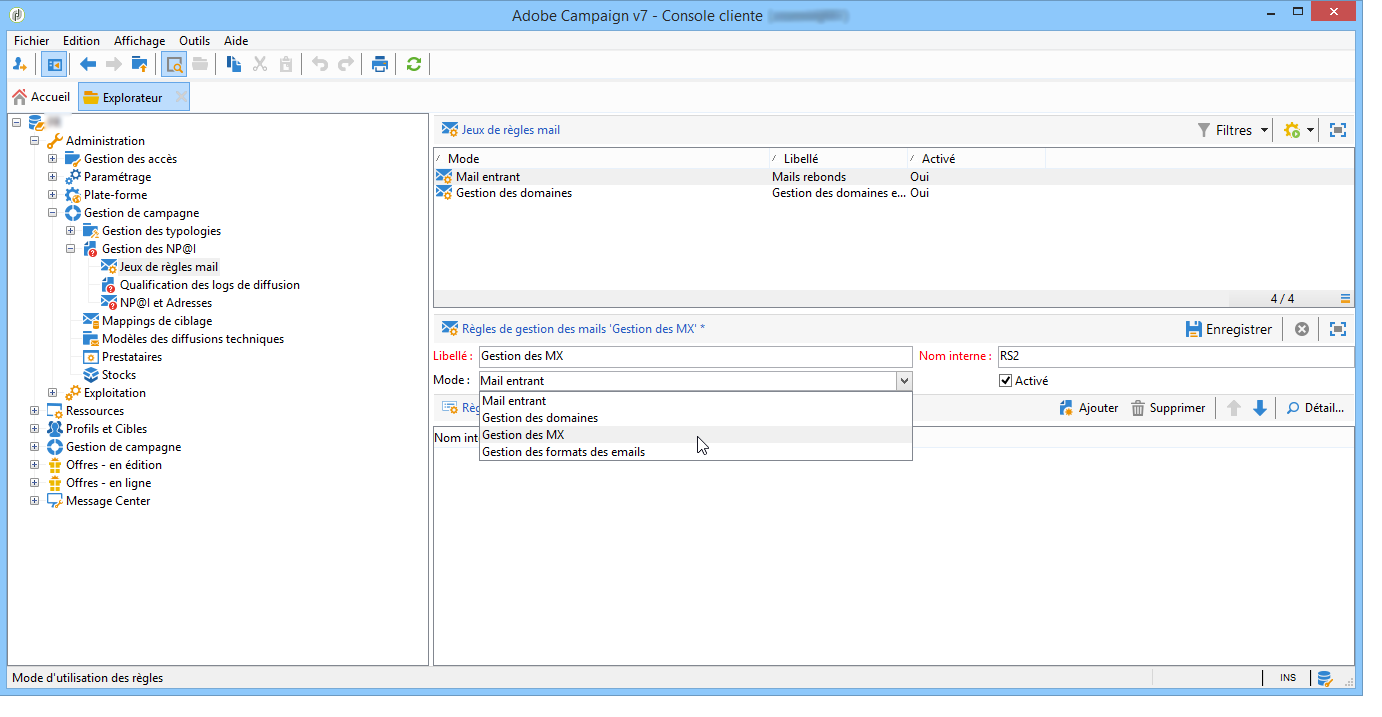 Adobe Campaign v7 - Console cliente
Fichier Edition Affichage Outils Aide
Accueil Explorateur
Administration
Gestion des accès
Paramétrage
Plate-forme
Gestion de campagne
Gestion des typologies
Gestion des NP@I
Jeux de règles mail
Qualification des logs de diffusion
NP@I et Adresses
Mappings de ciblage
Modèles des diffusions techniques
Prestataires
Stocks
Exploitation
Ressources
Profils et Cibles
Gestion de campagne
Offres - en édition
Offres - en ligne
Message Center
Jeux de règles mail Filtres
Mode Libellé Activé
Mail entrant Mails rebonds Oui
Gestion des domaines Gestion des domaines e... Oui
4 / 4
Règles de gestion des mails 'Gestion des MX' * Enregistrer
Libellé : Gestion des MX Nom interne : RS2
Mode : Mail entrant Activé
Mail entrant
Gestion des domaines
Gestion des MX
Gestion des formats des emails
Règ Ajouter Supprimer Détail...
Nom int
Mode d'utilisation des règles INS